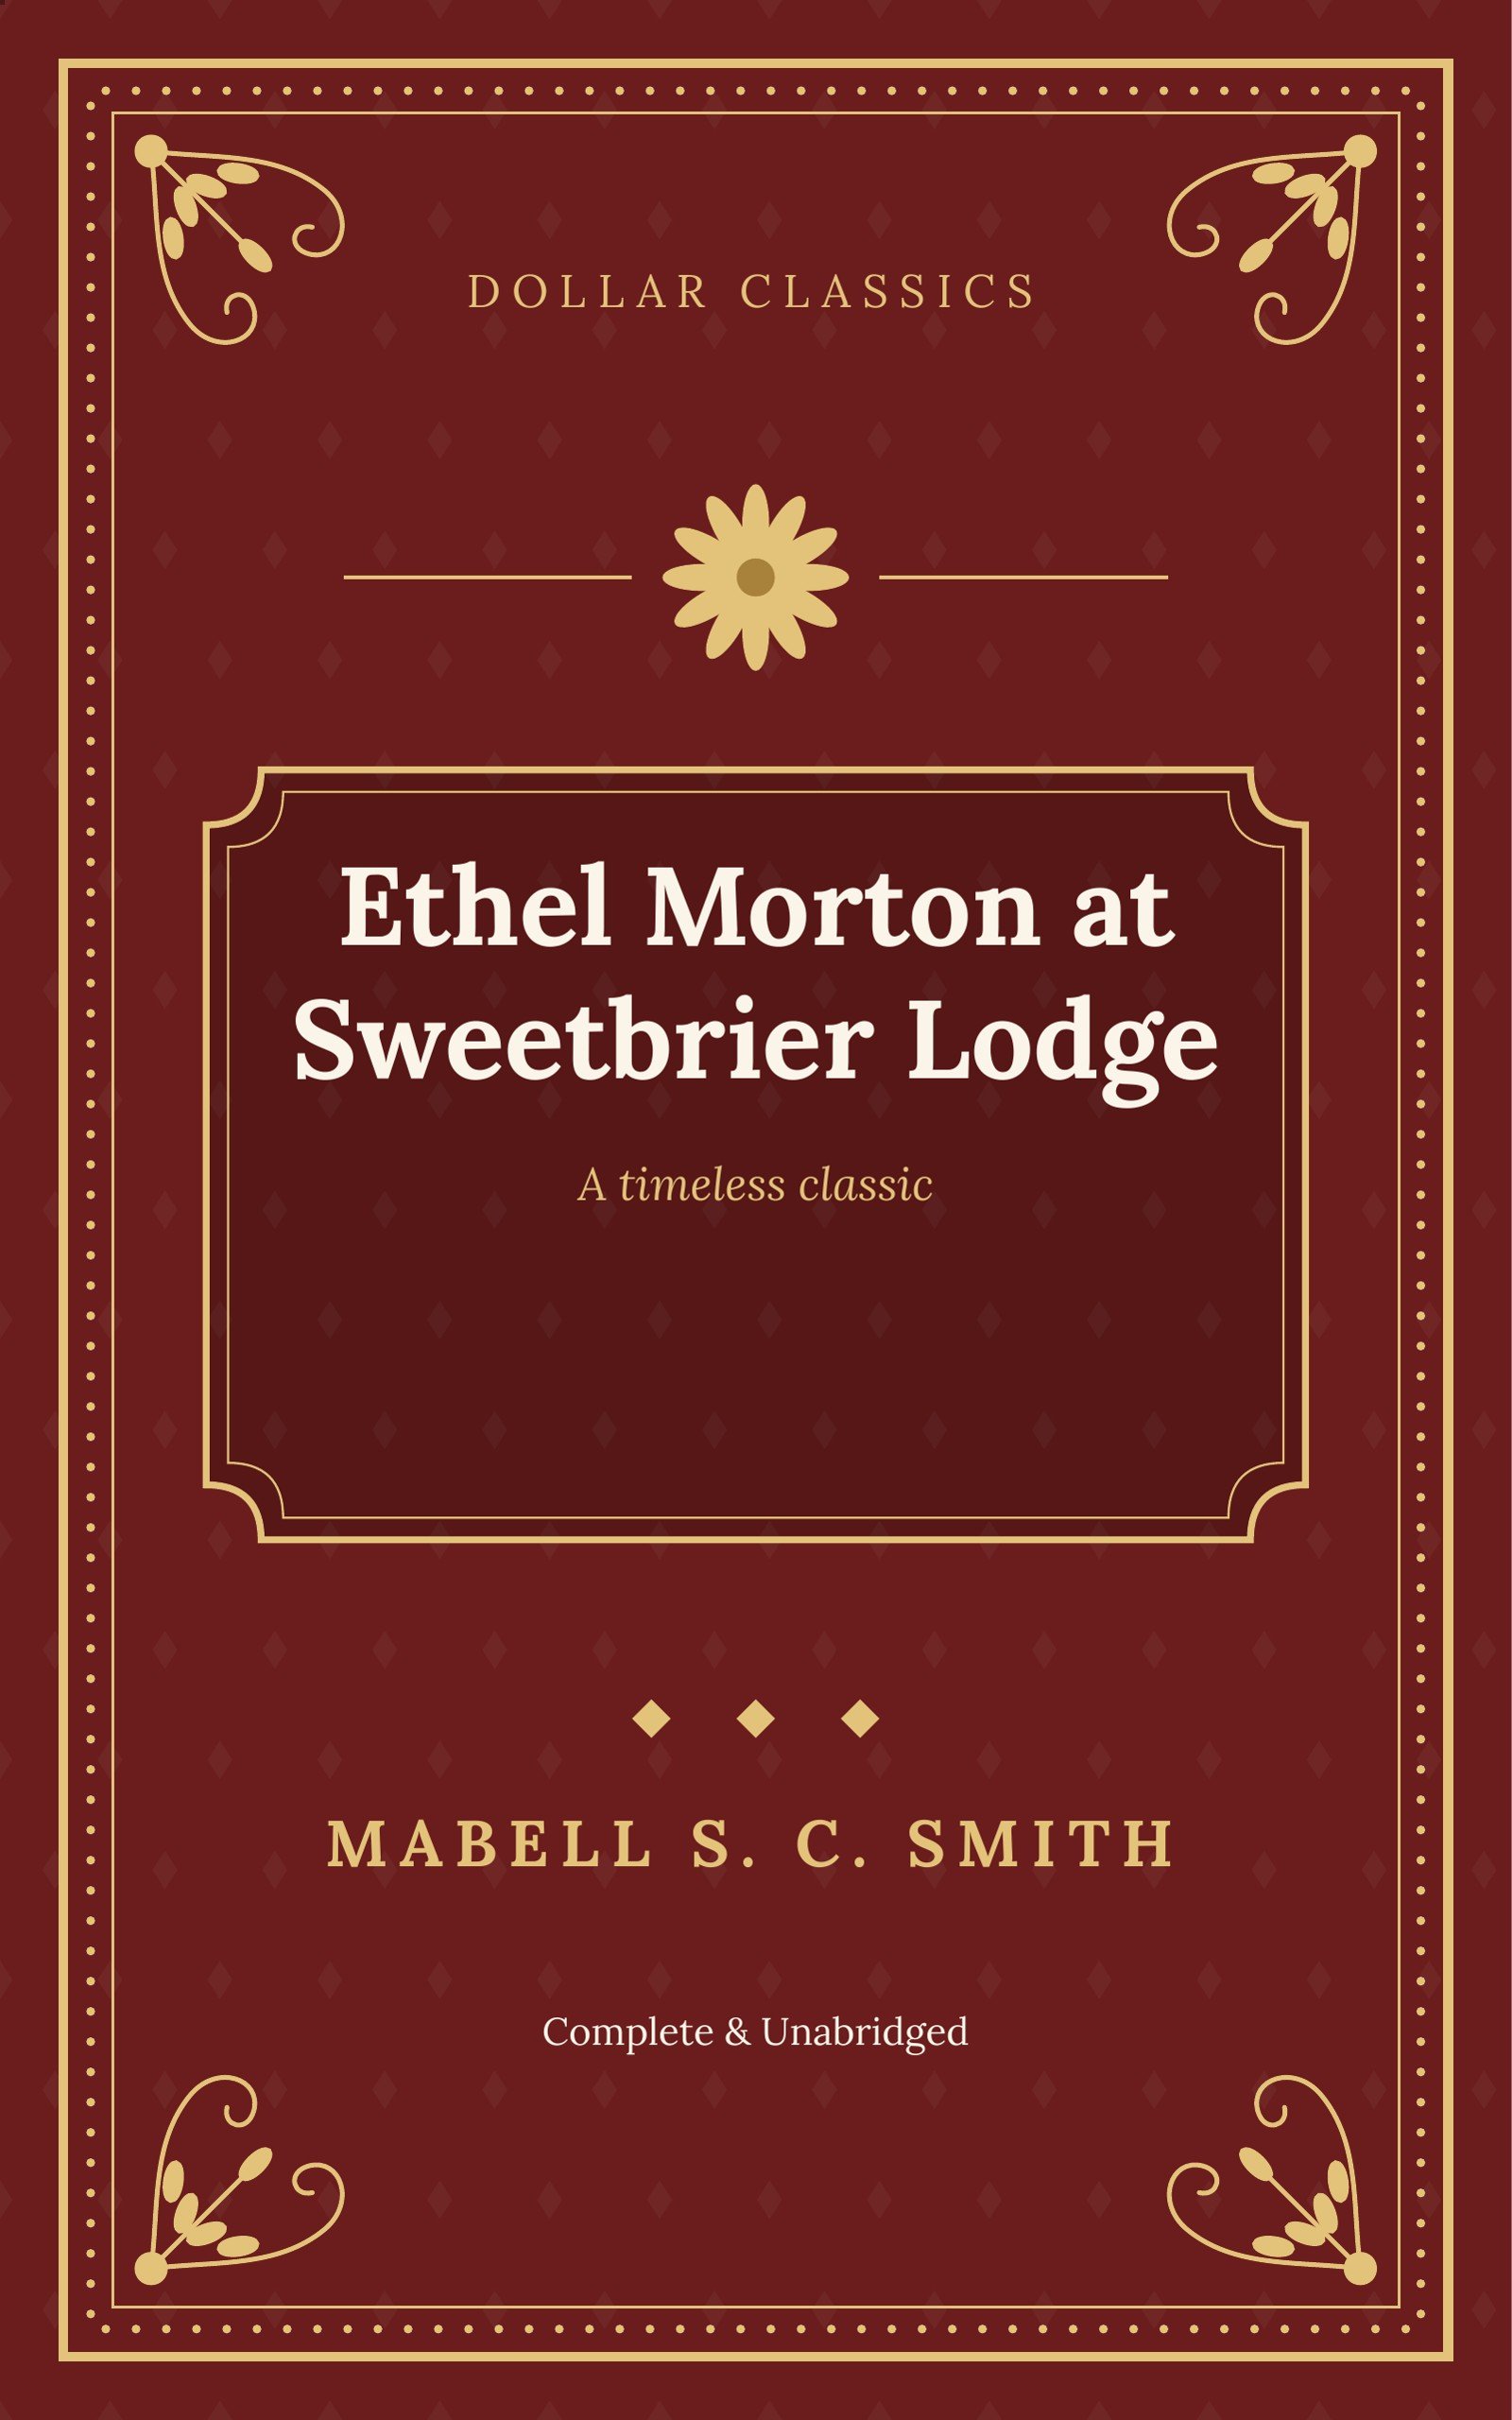 DOLLAR CLASSICS
Ethel Morton at
Sweetbrier Lodge
A timeless classic
MABELL S. C. SMITH
Complete & Unabridged